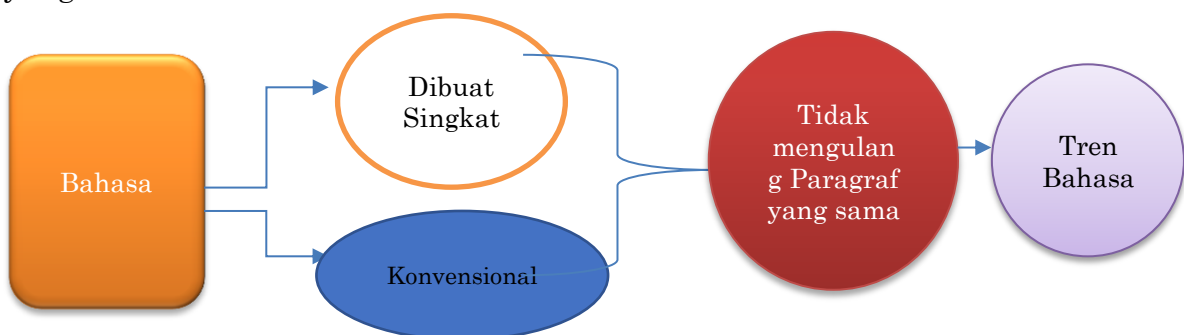 Bahasa
Dibuat
Singkat
Konvensional
Tidak
mengulan
g Paragraf
yang sama
Tren
Bahasa